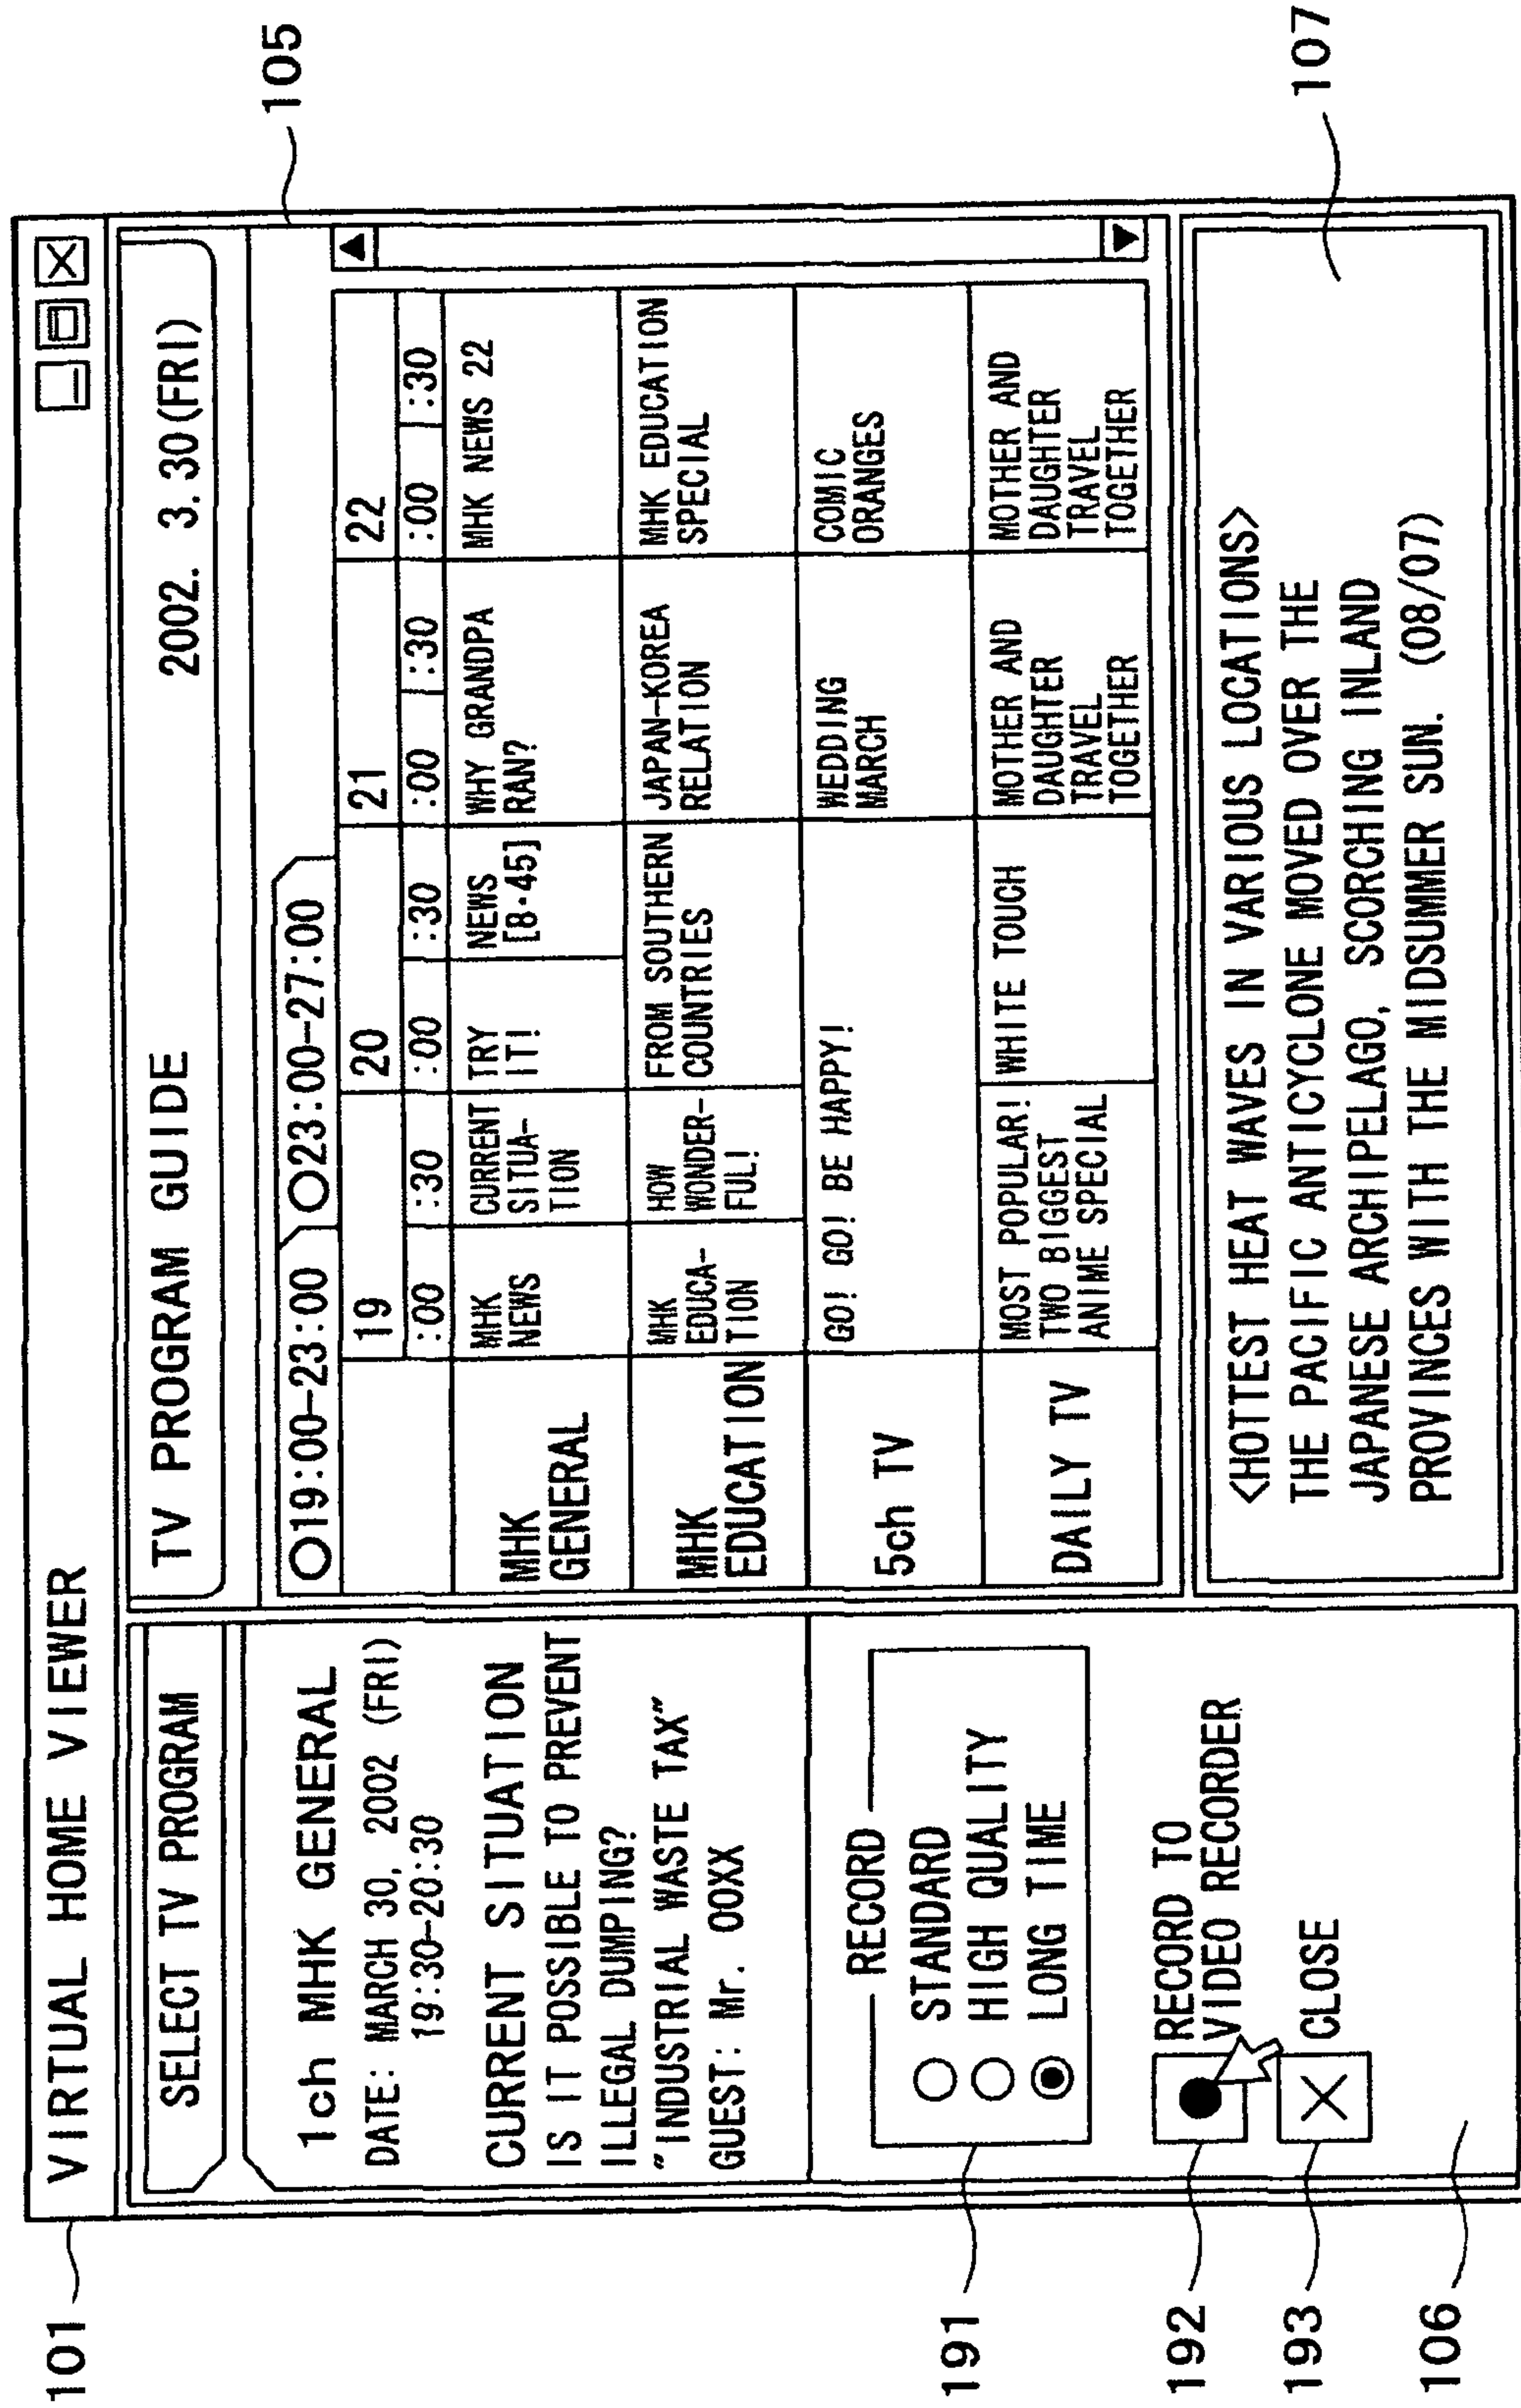 VIRTUAL HOME VIEWER
101
SELECT TV PROGRAM
1ch MHK GENERAL
DATE: MARCH 30, 2002 (FRI)
19:30–20:30
CURRENT SITUATION
IS IT POSSIBLE TO PREVENT
ILLEGAL DUMPING?
"INDUSTRIAL WASTE TAX"
GUEST: Mr. OOXX
RECORD
STANDARD
HIGH QUALITY
LONG TIME
191
RECORD TO
VIDEO RECORDER
192
CLOSE
193
106
TV PROGRAM GUIDE 2002. 3. 30 (FRI)
105
19:00–23:00 23:00–27:00
19 20 21 22
:00 :30 :00 :30 :00 :30 :00 :30
MHK
GENERAL
MHK
NEWS
CURRENT
SITUA–
TION
TRY
IT!
NEWS
[8·45]
WHY GRANDPA
RAN?
MHK NEWS 22
MHK
EDUCATION
MHK
EDUCA–
TION
HOW
WONDER–
FUL!
FROM SOUTHERN
COUNTRIES
JAPAN–KOREA
RELATION
MHK EDUCATION
SPECIAL
5ch TV
GO! GO! BE HAPPY!
WEDDING
MARCH
COMIC
ORANGES
DAILY TV
MOST POPULAR!
TWO BIGGEST
ANIME SPECIAL
WHITE TOUCH
MOTHER AND
DAUGHTER
TRAVEL
TOGETHER
MOTHER AND
DAUGHTER
TRAVEL
TOGETHER
<HOTTEST HEAT WAVES IN VARIOUS LOCATIONS>
THE PACIFIC ANTICYCLONE MOVED OVER THE
JAPANESE ARCHIPELAGO, SCORCHING INLAND
PROVINCES WITH THE MIDSUMMER SUN. (08/07)
107